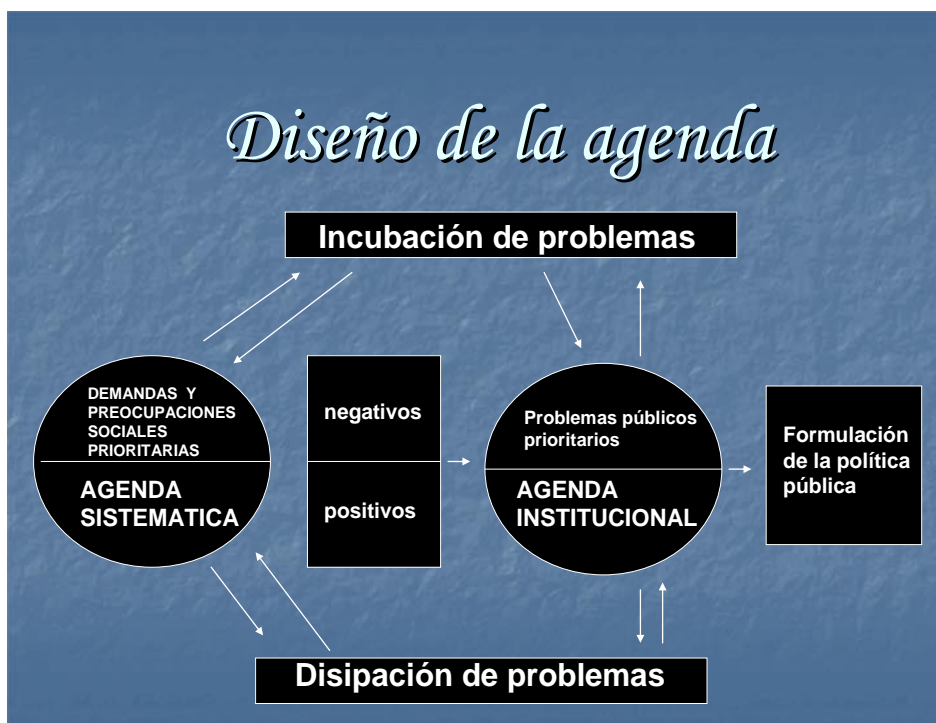 Diseño de la agenda
Incubación de problemas
DEMANDAS Y
PREOCUPACIONES
SOCIALES
PRIORITARIAS
AGENDA
SISTEMATICA
negativos
positivos
Problemas públicos
prioritarios
AGENDA
INSTITUCIONAL
Formulación
de la política
pública
Disipación de problemas